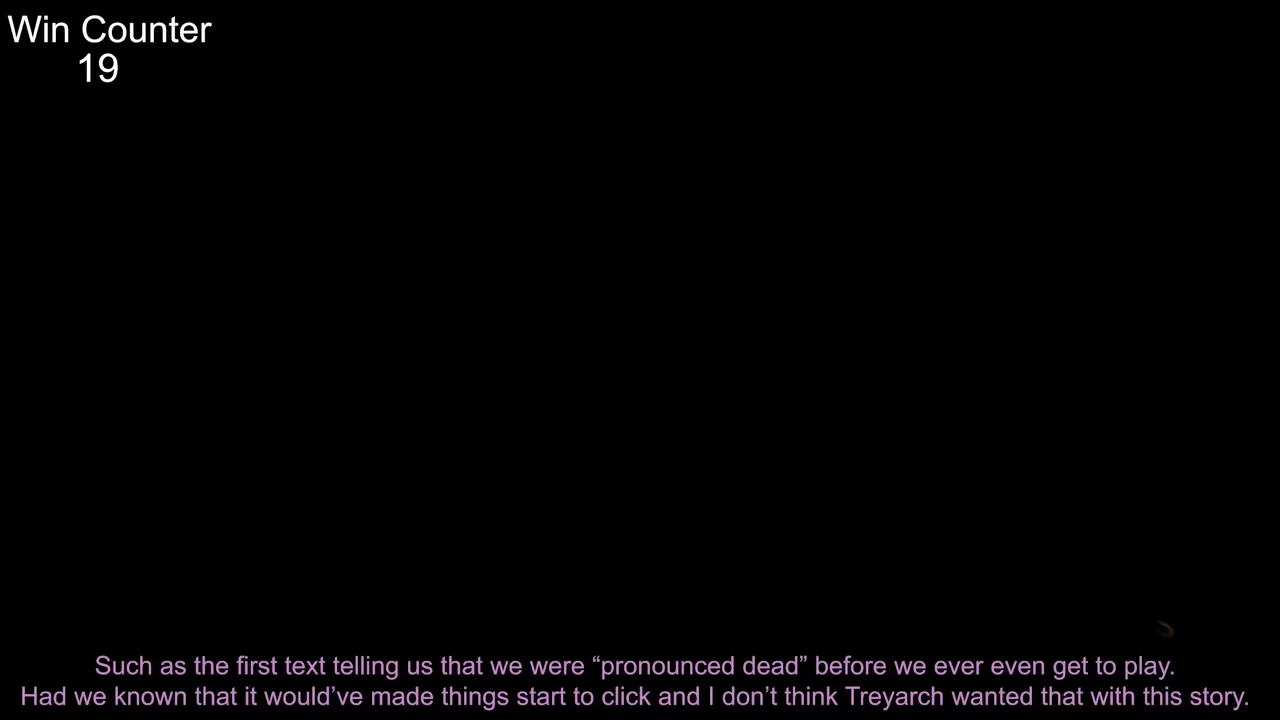 Win Counter
19
Such as the first text telling us that we were “pronounced dead” before we ever even get to play.
Had we known that it would’ve made things start to click and I don’t think Treyarch wanted that with this story.